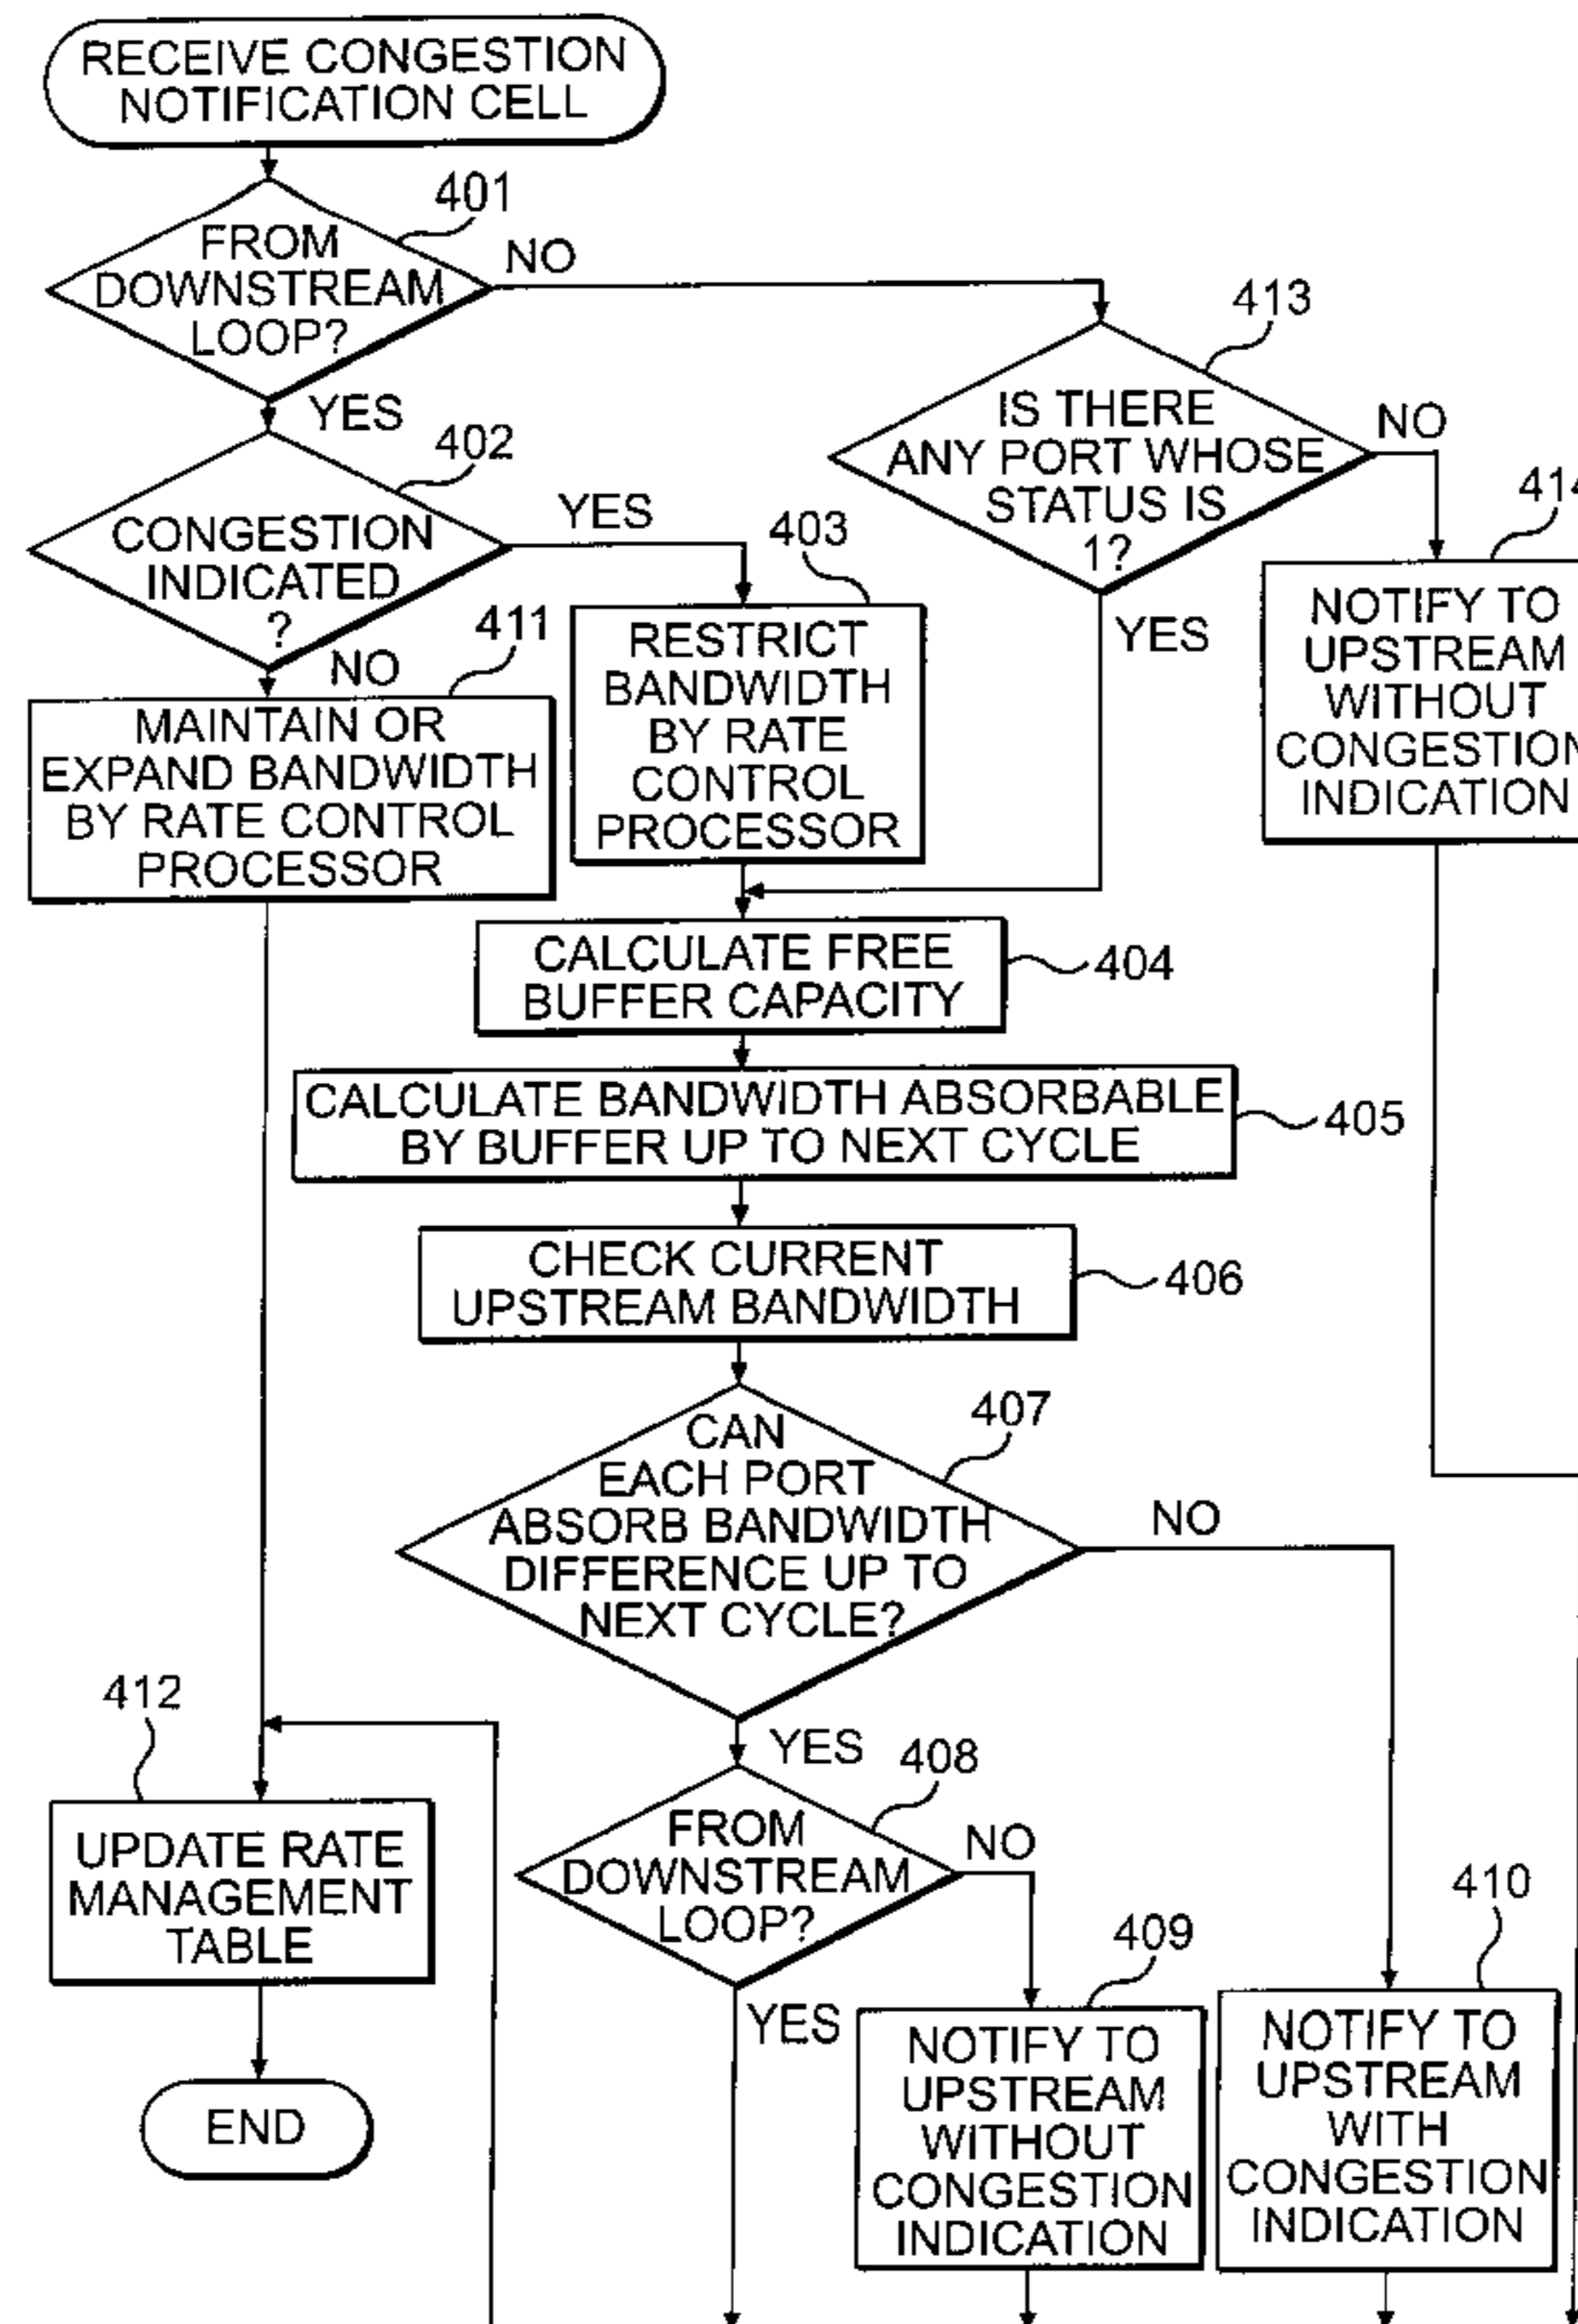 RECEIVE CONGESTION
NOTIFICATION CELL
401
FROM
DOWNSTREAM
LOOP?
NO
YES
413
IS THERE
ANY PORT WHOSE
STATUS IS
1?
NO
YES
402
CONGESTION
INDICATED
?
YES
NO
403
RESTRICT
BANDWIDTH
BY RATE
CONTROL
PROCESSOR
414
NOTIFY TO
UPSTREAM
WITHOUT
CONGESTION
INDICATION
411
MAINTAIN OR
EXPAND BANDWIDTH
BY RATE CONTROL
PROCESSOR
CALCULATE FREE
BUFFER CAPACITY
404
CALCULATE BANDWIDTH ABSORBABLE
BY BUFFER UP TO NEXT CYCLE
405
CHECK CURRENT
UPSTREAM BANDWIDTH
406
407
CAN
EACH PORT
ABSORB BANDWIDTH
DIFFERENCE UP TO
NEXT CYCLE?
NO
YES
412
UPDATE RATE
MANAGEMENT
TABLE
END
408
FROM
DOWNSTREAM
LOOP?
NO
YES
409
NOTIFY TO
UPSTREAM
WITHOUT
CONGESTION
INDICATION
410
NOTIFY TO
UPSTREAM
WITH
CONGESTION
INDICATION